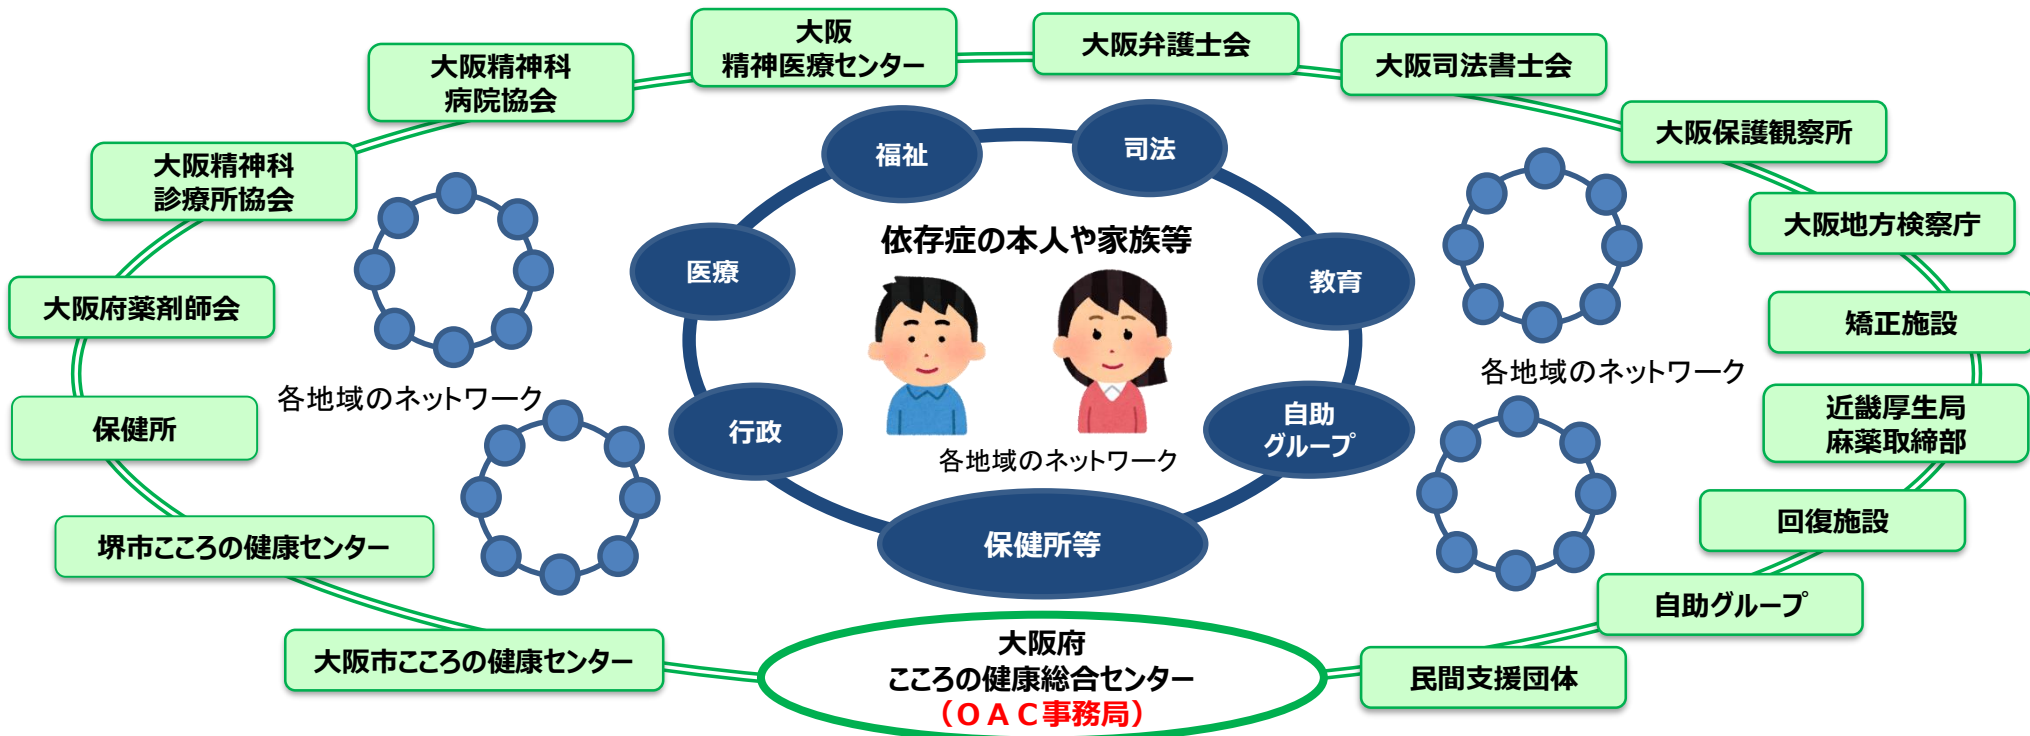 大阪
精神医療センター
大阪弁護士会
大阪精神科
病院協会
大阪司法書士会
大阪保護観察所
大阪精神科
診療所協会
大阪地方検察庁
大阪府薬剤師会
矯正施設
保健所
近畿厚生局
麻薬取締部
堺市こころの健康センター
回復施設
大阪市こころの健康センター
自助グループ
民間支援団体
大阪府
こころの健康総合センター
（ＯＡＣ事務局）
福祉
司法
医療
教育
行政
自助
グループ
保健所等
依存症の本人や家族等
各地域のネットワーク
各地域のネットワーク
各地域のネットワーク